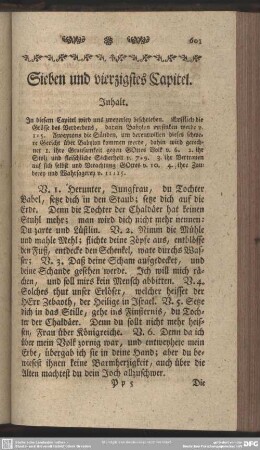 603
Sieben und vierzigstes Capitel.
Inhalt.
In diesem Capitel wird uns zweyerley beschrieben. Erstlich die
Größe des Verderbens, darein Babylon versinken werde v.
1:5. Zweytens die Sünden, um derentwillen dieses schwe-
re Gericht über Babylon kommen werde, dahin wird gerech-
net 1. ihre Grausamkeit gegen GOttes Volk v. 6. 2. ihr
Stolz und fleischliche Sicherheit v. 7:9. 3. ihr Vertrauen
auf sich selbst und Verachtung GOttes v. 10. 4. ihre Zau-
berey und Wahrsagerey v. 11:15.
V. 1. Herunter, Jungfrau, du Tochter
Babel, setze dich in den Staub; setze dich auf die
Erde. Denn die Tochter der Chaldäer hat keinen
Stuhl mehr; man wird dich nicht mehr nennen:
Du zarte und Lüstlin. V. 2. Nimm die Mühle
und mahle Mehl; flichte deine Zöpfe aus, entblöße
den Fuß, entdecke den Schenkel, wate durchs Was-
ser; V. 3. Daß deine Schaam aufgedecket, und
deine Schande gesehen werde. Ich will mich rä-
chen, und soll mirs kein Mensch abbitten. V. 4.
Solches thut unser Erlöser, welcher heisset der
HErr Zebaoth, der Heilige in Israel. V. 5. Setze
dich in das Stille, gehe ins Finsterniß, du Toch-
ter der Chaldäer. Denn du sollt nicht mehr heis-
sen, Frau über Königreiche. V. 6. Denn da ich
über mein Volk zornig war, und entweyhete mein
Erbe, übergab ich sie in deine Hand; aber du be-
wiesest ihnen keine Barmherzigkeit, auch über die
Alten machtest du dein Joch allzuschwer.
P p 5 Die